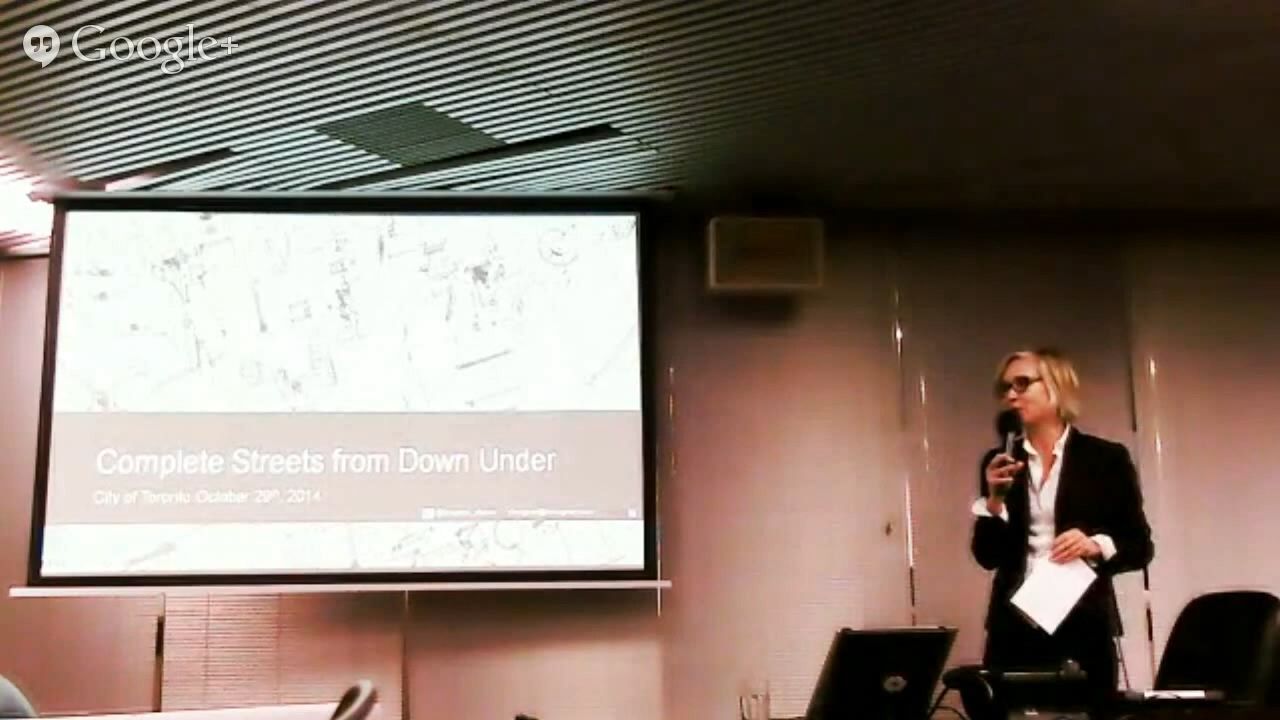 Google+
Complete Streets from Down Under
City of Toronto October 29th, 2014